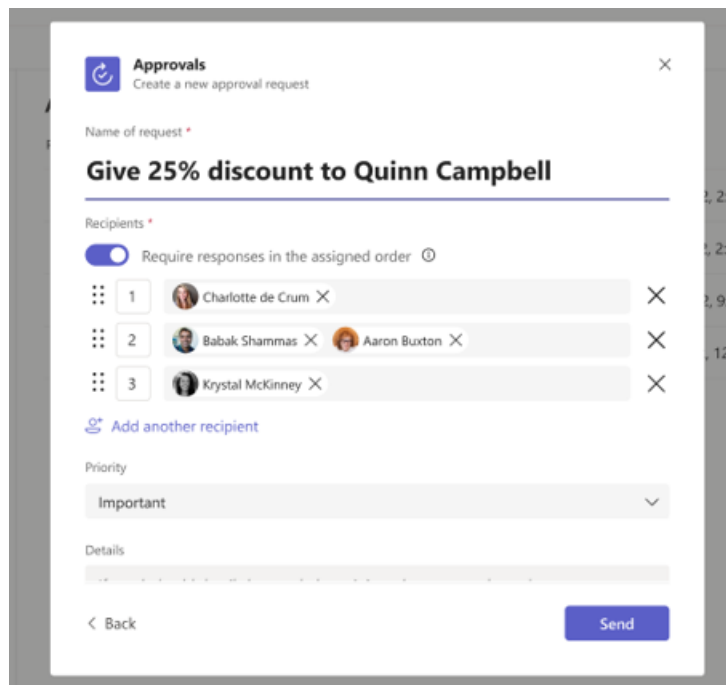 Approvals
Create a new approval request
Name of request *
Give 25% discount to Quinn Campbell
Recipients *
Require responses in the assigned order
1 Charlotte de Crum
2 Babak Shammas Aaron Buxton
3 Krystal McKinney
Add another recipient
Priority
Important
Details
Back Send